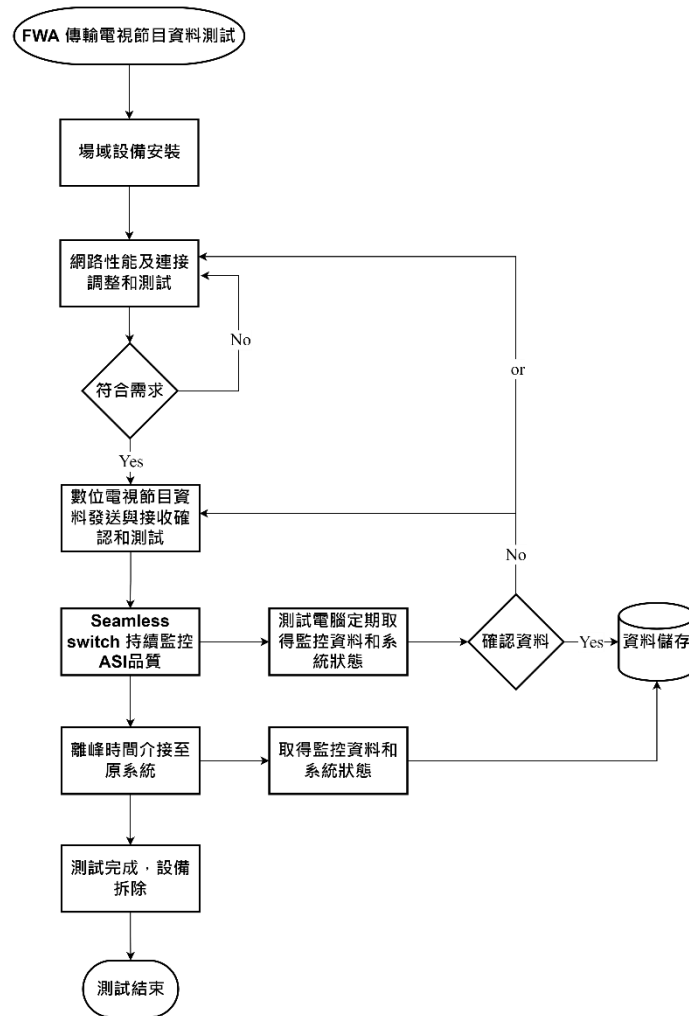 FWA 傳輸電視節目資料測試
場域設備安裝
網路性能及連接
調整和測試
No
符合需求
or
Yes
數位電視節目資
料發送與接收確
認和測試
No
Seamless
switch 持續監控
ASI品質
測試電腦定期取
得監控資料和系
統狀態
確認資料
Yes
資料儲存
離峰時間介接至
原系統
取得監控資料和
系統狀態
測試完成，設備
拆除
測試結束